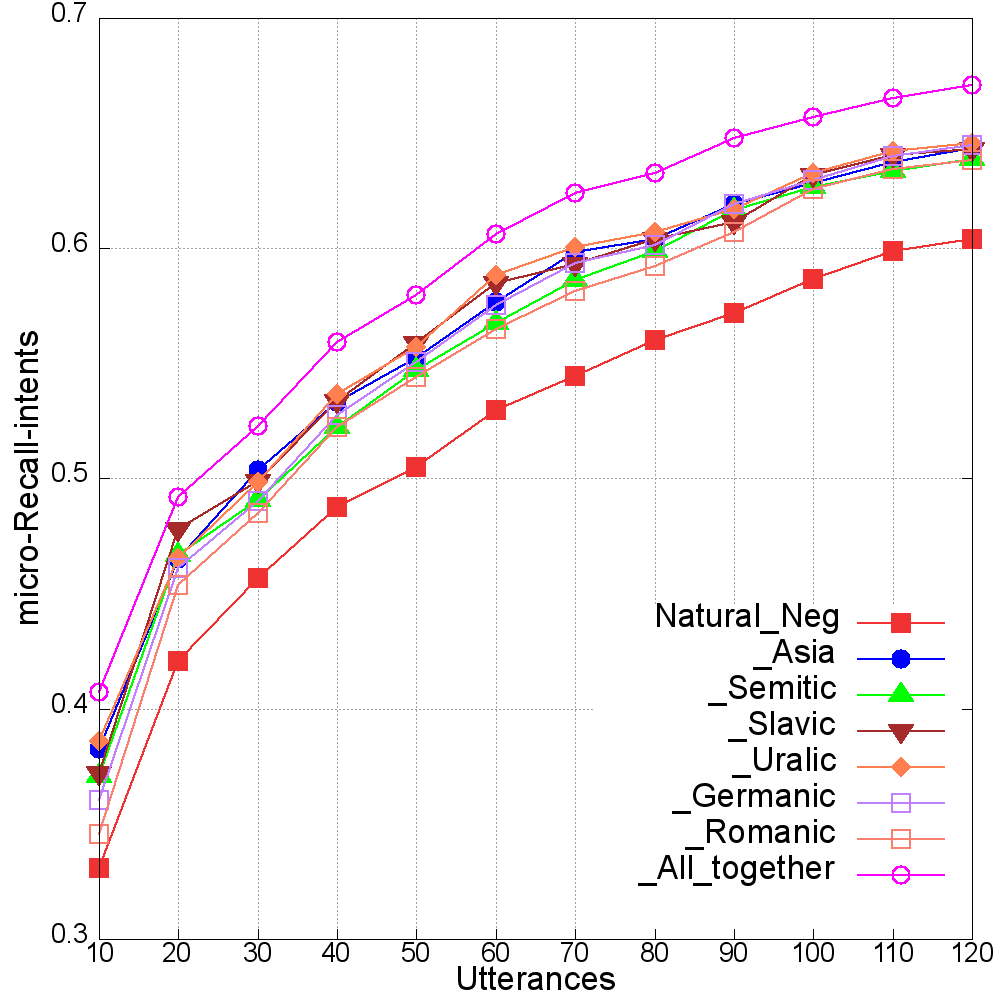 0.7
0.6
0.5
0.4
0.3
micro-Recall-intents
Natural_Neg
_Asia
_Semitic
_Slavic
_Uralic
_Germanic
_Romanic
_All_together
10 20 30 40 50 60 70 80 90 100 110 120
Utterances